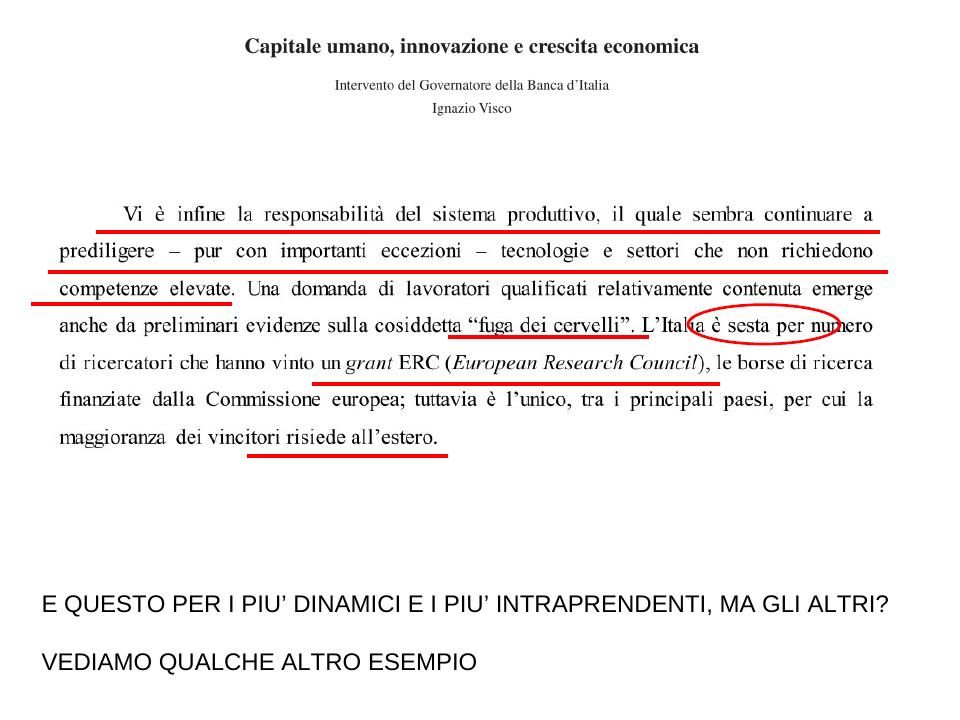 Capitale umano, innovazione e crescita economica
Intervento del Governatore della Banca d’Italia
Ignazio Visco
Vi è infine la responsabilità del sistema produttivo, il quale sembra continuare a
prediligere – pur con importanti eccezioni – tecnologie e settori che non richiedono
competenze elevate. Una domanda di lavoratori qualificati relativamente contenuta emerge
anche da preliminari evidenze sulla cosiddetta “fuga dei cervelli”. L’Italia è sesta per numero
di ricercatori che hanno vinto un grant ERC (European Research Council), le borse di ricerca
finanziate dalla Commissione europea; tuttavia è l’unico, tra i principali paesi, per cui la
maggioranza dei vincitori risiede all’estero.
E QUESTO PER I PIU’ DINAMICI E I PIU’ INTRAPRENDENTI, MA GLI ALTRI?
VEDIAMO QUALCHE ALTRO ESEMPIO